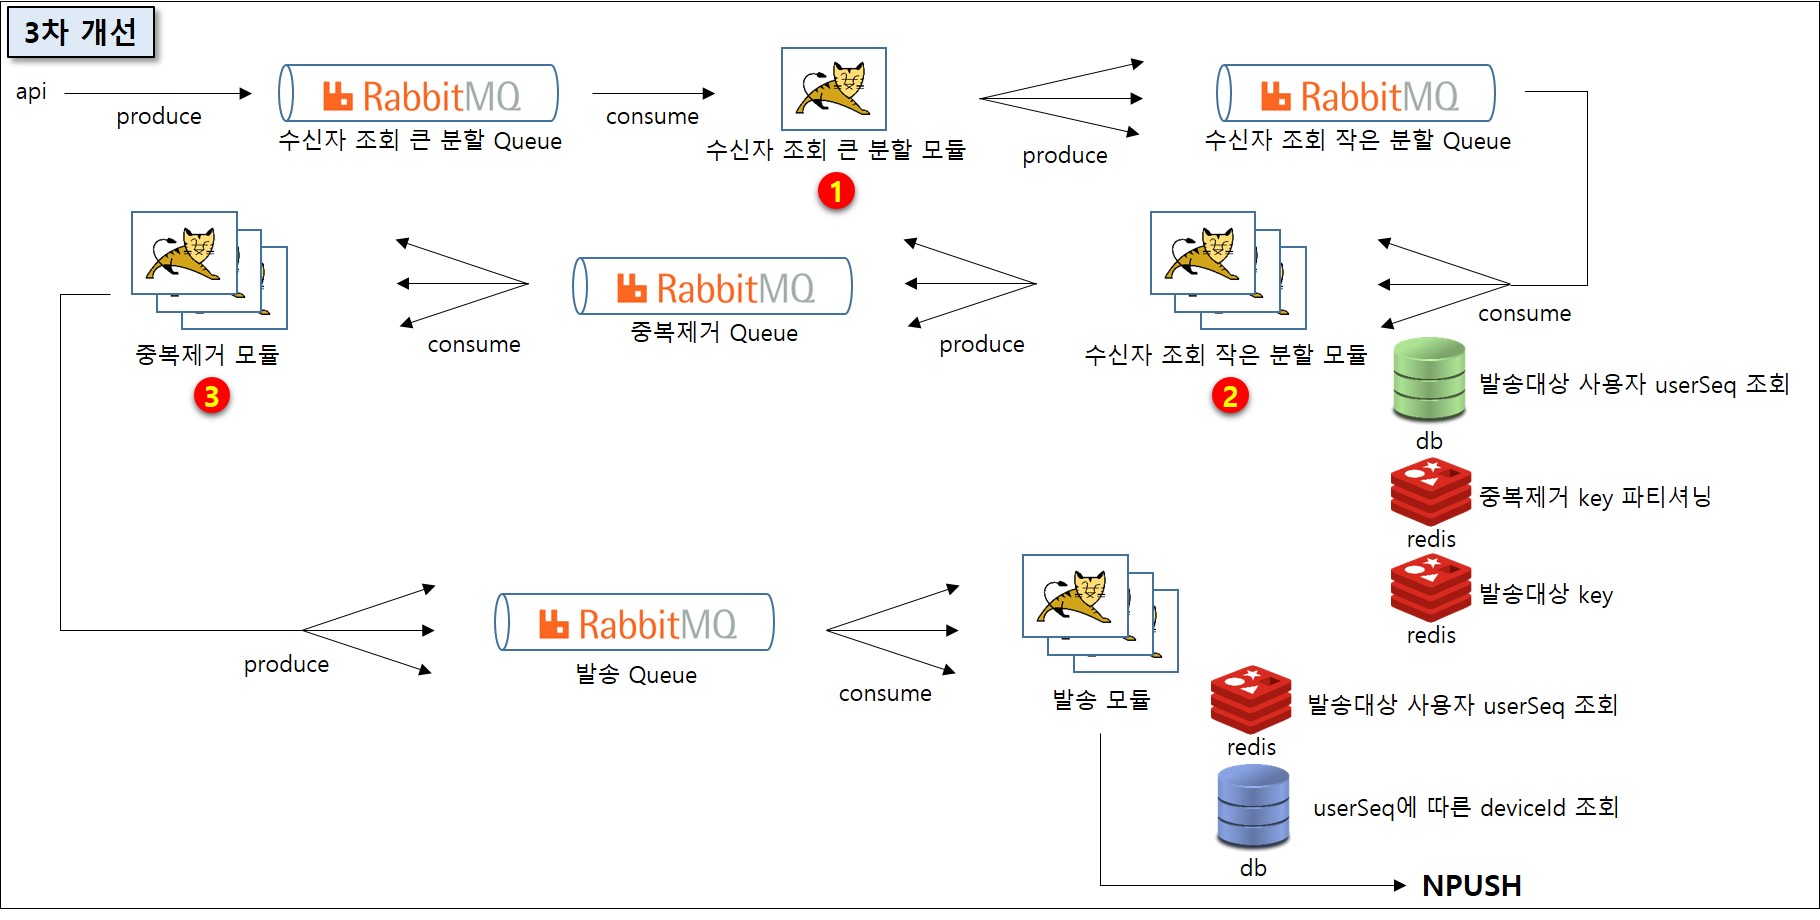 3차 개선
api
produce
RabbitMQ
수신자 조회 큰 분할 Queue
consume
수신자 조회 큰 분할 모듈
1
produce
RabbitMQ
수신자 조회 작은 분할 Queue
consume
수신자 조회 작은 분할 모듈
2
db
발송대상 사용자 userSeq 조회
redis
중복제거 key 파티셔닝
redis
발송대상 key
produce
RabbitMQ
중복제거 Queue
consume
중복제거 모듈
3
produce
RabbitMQ
발송 Queue
consume
발송 모듈
redis
발송대상 사용자 userSeq 조회
db
userSeq에 따른 deviceId 조회
NPUSH